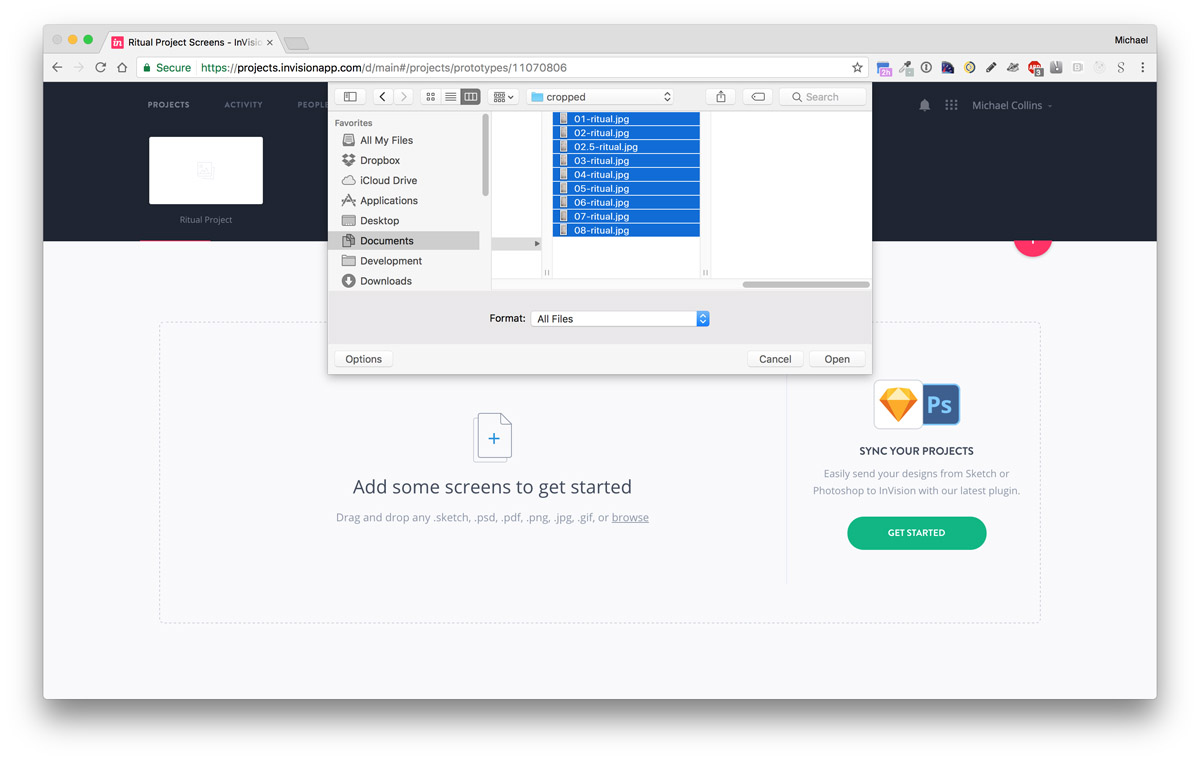 in Ritual Project Screens - InVisio
Michael
Secure https://projects.invisionapp.com/d/main#/projects/prototypes/11070806
2h
3
S
PROJECTS ACTIVITY PEOPLE
Michael Collins
Ritual Project
cropped
Search
Favorites
All My Files
Dropbox
iCloud Drive
Applications
Desktop
Documents
Development
Downloads
01-ritual.jpg
02-ritual.jpg
02.5-ritual.jpg
03-ritual.jpg
04-ritual.jpg
05-ritual.jpg
06-ritual.jpg
07-ritual.jpg
08-ritual.jpg
Format: All Files
Options
Cancel Open
Add some screens to get started
Drag and drop any .sketch, .psd, .pdf, .png, .jpg, .gif, or browse
Ps
SYNC YOUR PROJECTS
Easily send your designs from Sketch or
Photoshop to InVision with our latest plugin.
GET STARTED